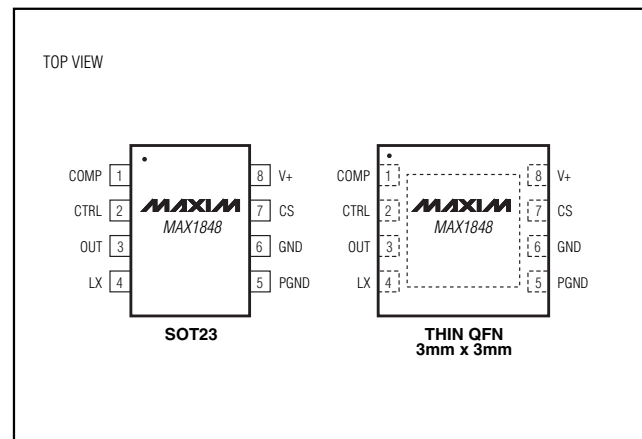 TOP VIEW
COMP 1 8 V+
CTRL 2 MAXIM 7 CS
MAX1848
OUT 3 6 GND
LX 4 5 PGND
SOT23
COMP 1 8 V+
CTRL 2 MAXIM 7 CS
MAX1848
OUT 3 6 GND
LX 4 5 PGND
THIN QFN
3mm x 3mm